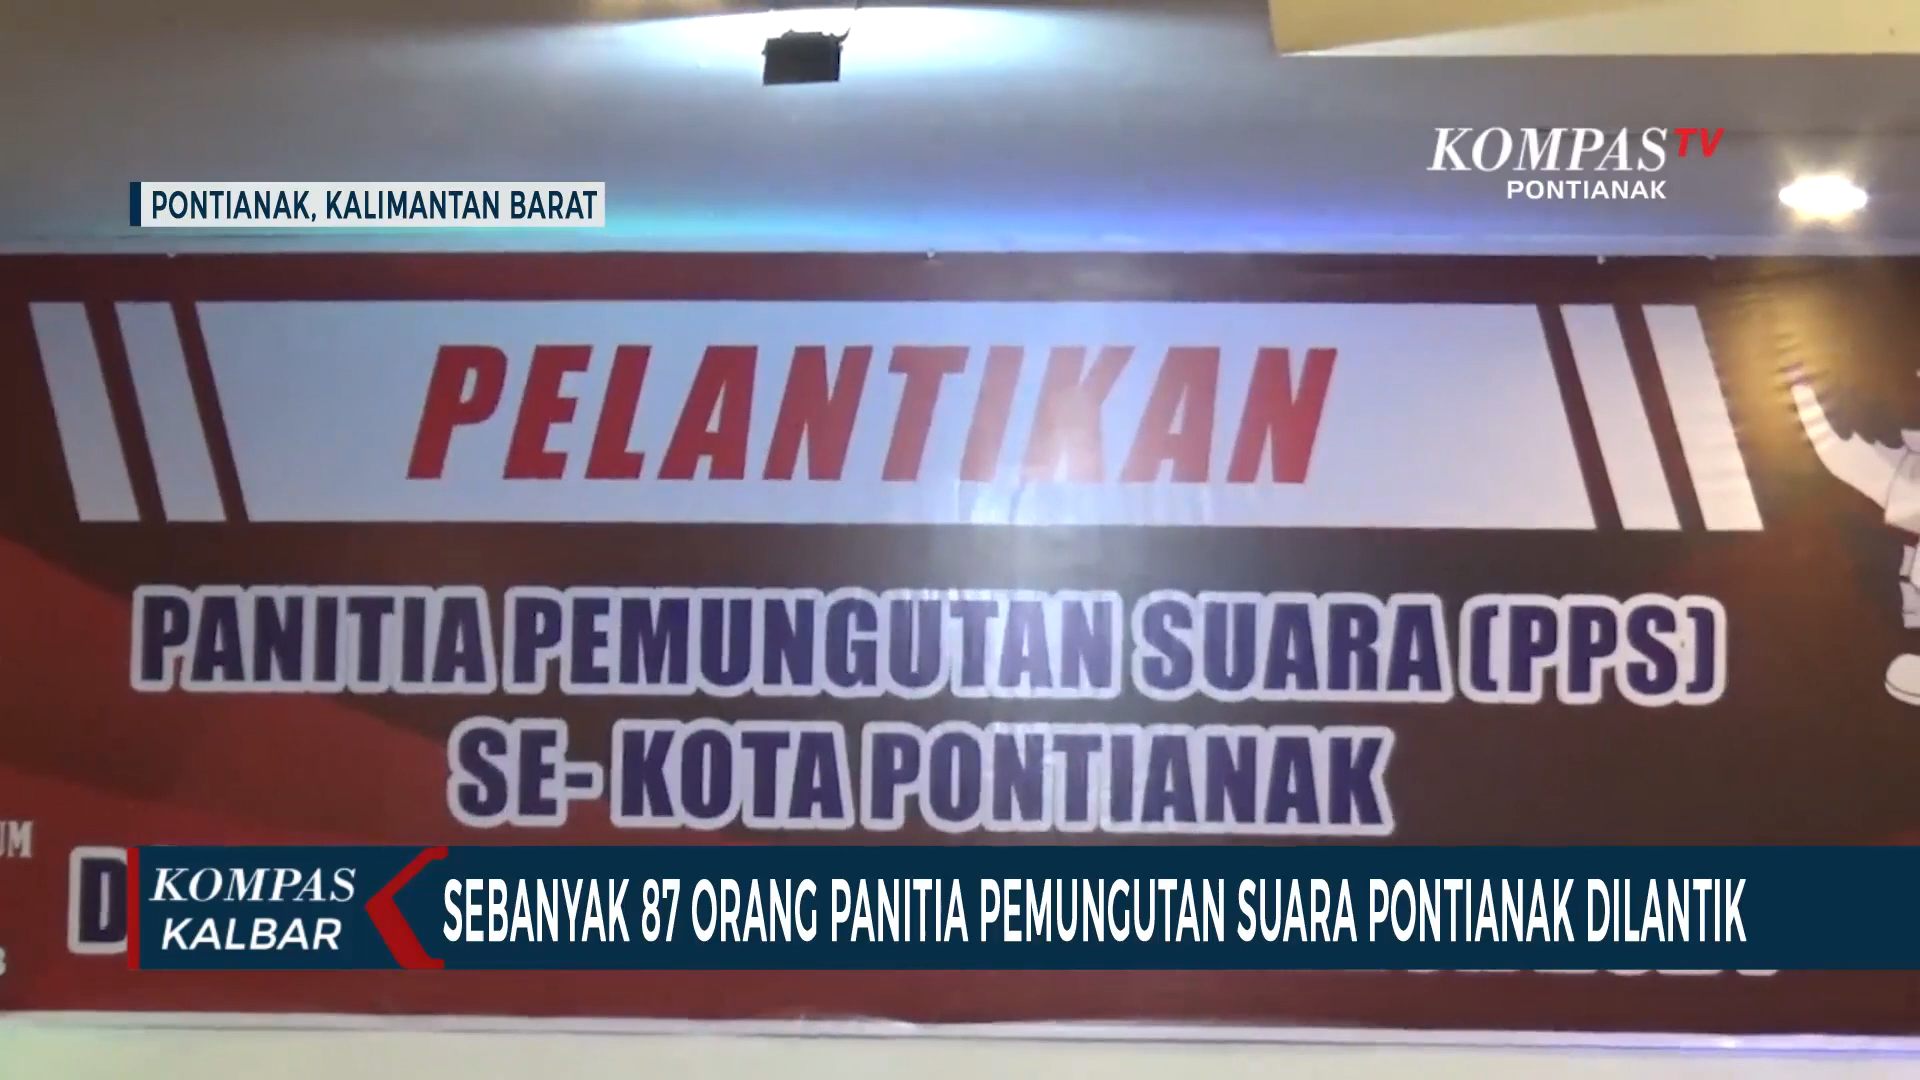 KOMPAS TV
PONTIANAK
PONTIANAK, KALIMANTAN BARAT
PELANTIKAN
PANITIA PEMUNGUTAN SUARA (PPS)
SE- KOTA PONTIANAK
KOMPAS
KALBAR
SEBANYAK 87 ORANG PANITIA PEMUNGUTAN SUARA PONTIANAK DILANTIK